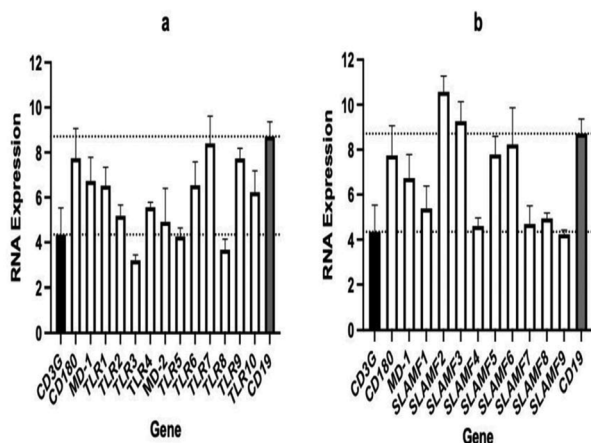 a
RNA Expression
12
10
8
6
4
2
0
CD3G
CD180
MD-1
TLR1
TLR2
TLR3
TLR4
MD-2
TLR5
TLR6
TLR7
TLR8
TLR9
TLR10
CD19
Gene
b
RNA Expression
12
10
8
6
4
2
0
CD3G
CD180
MD-1
SLAMF1
SLAMF2
SLAMF3
SLAMF4
SLAMF5
SLAMF6
SLAMF7
SLAMF8
SLAMF9
CD19
Gene